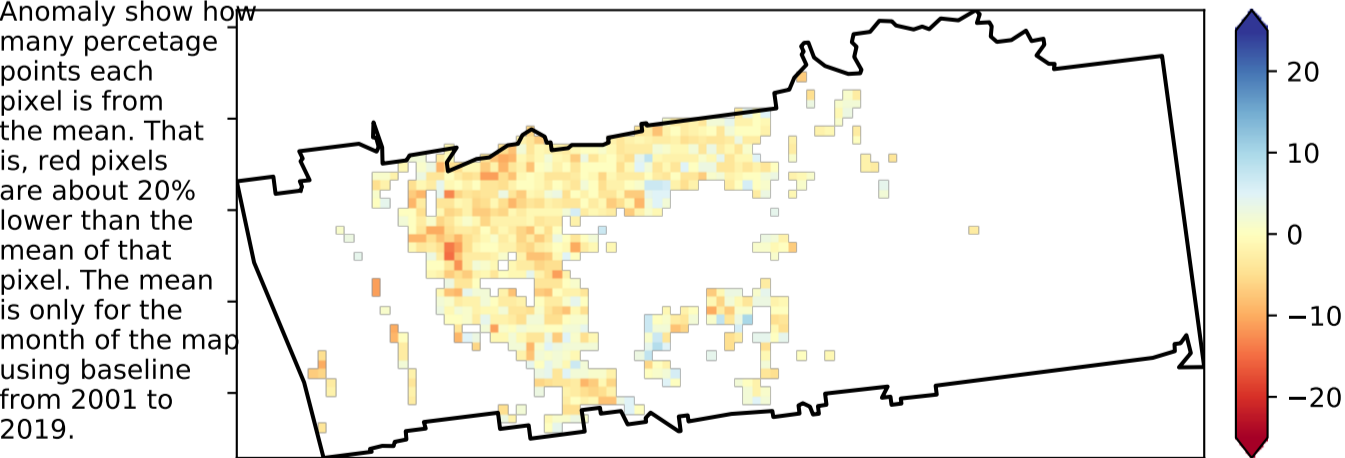 Anomaly show how
many percetage
points each
pixel is from
the mean. That
is, red pixels
are about 20%
lower than the
mean of that
pixel. The mean
is only for the
month of the map
using baseline
from 2001 to
2019.
20
10
0
−10
−20